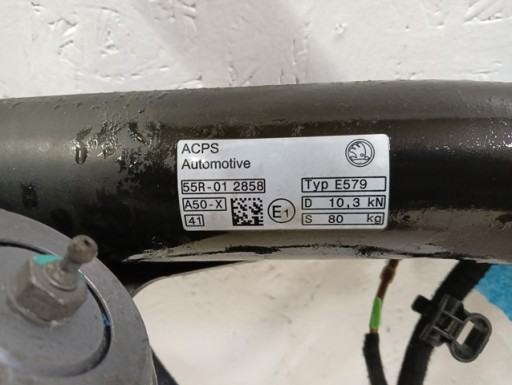 ACPS
Automotive
55R-01 2858
Typ E579
A50-X
E1
D 10,3 kN
41
S 80 kg